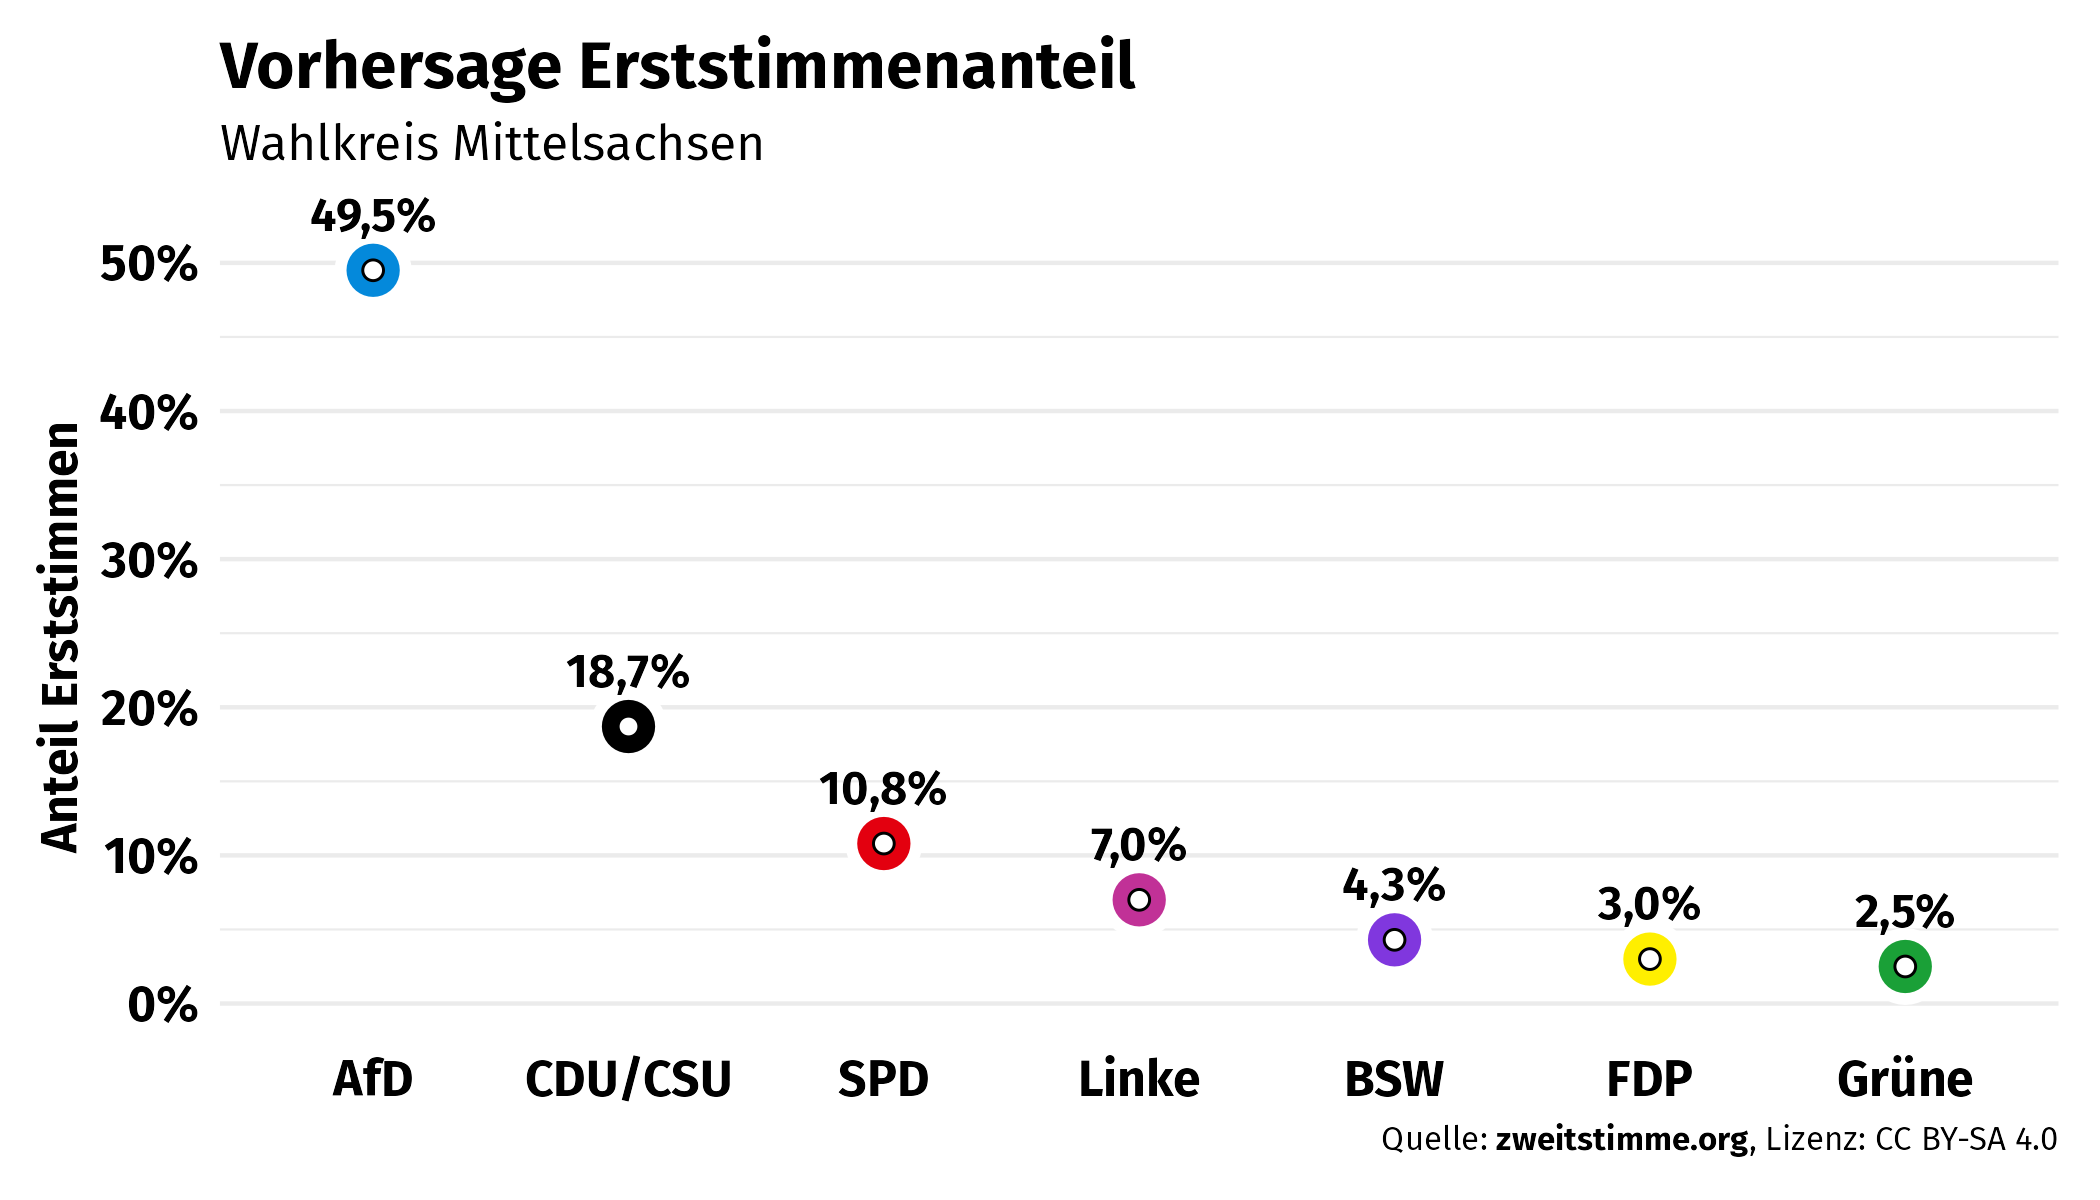 Vorhersage Erststimmenanteil
Wahlkreis Mittelsachsen
49,5%
50%
40%
30%
18,7%
20%
10,8%
7,0%
10%
4,3%
3,0%
2,5%
0%
Anteil Erststimmen
AfD CDU/CSU SPD Linke BSW FDP Grüne
Quelle: zweitstimme.org, Lizenz: CC BY-SA 4.0